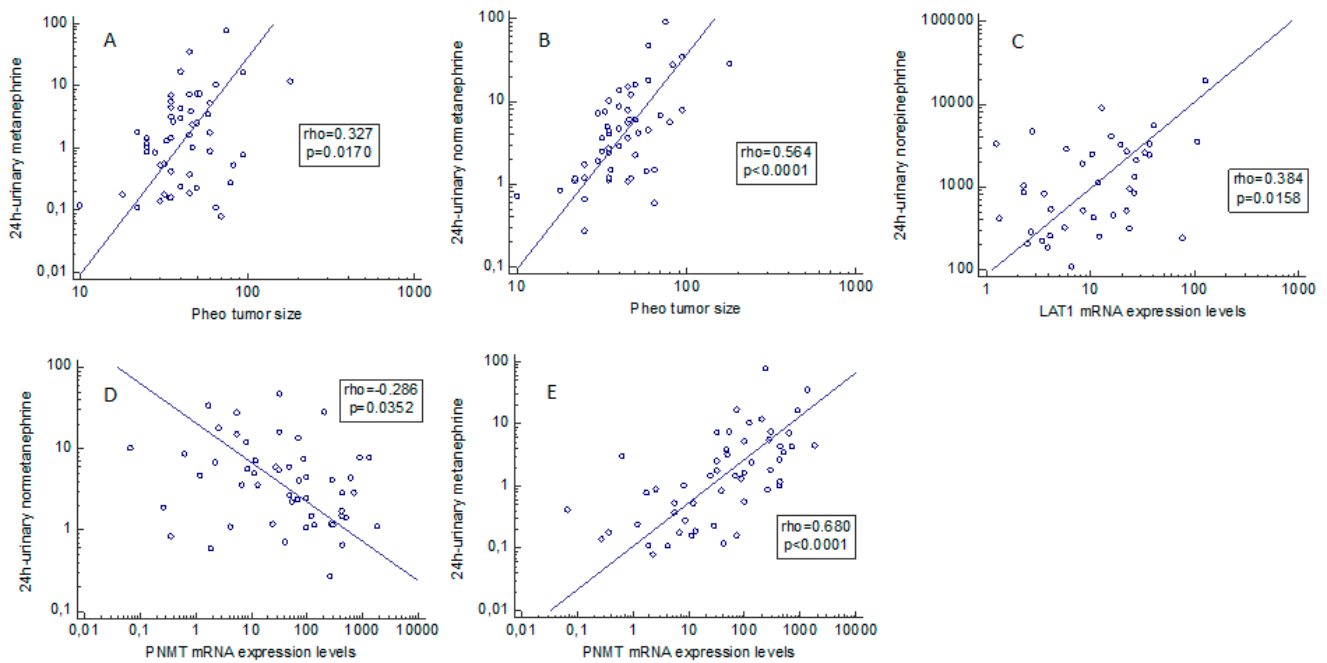 A
24h-urinary metanephrine
100
10
1
0,1
0,01
rho=0.327
p=0.0170
10
100
1000
Pheo tumor size
B
24h-urinary normetanephrine
100
10
1
0,1
rho=0.564
p<0.0001
10
100
1000
Pheo tumor size
C
24h-urinary norepinephrine
100000
10000
1000
100
rho=0.384
p=0.0158
1
10
100
1000
LAT1 mRNA expression levels
D
24h-urinary normetanephrine
100
10
1
0,1
rho=-0.286
p=0.0352
0,01
0,1
1
10
100
1000
10000
PNMT mRNA expression levels
E
24h-urinary metanephrine
100
10
1
0,1
0,01
rho=0.680
p<0.0001
0,01
0,1
1
10
100
1000
10000
PNMT mRNA expression levels